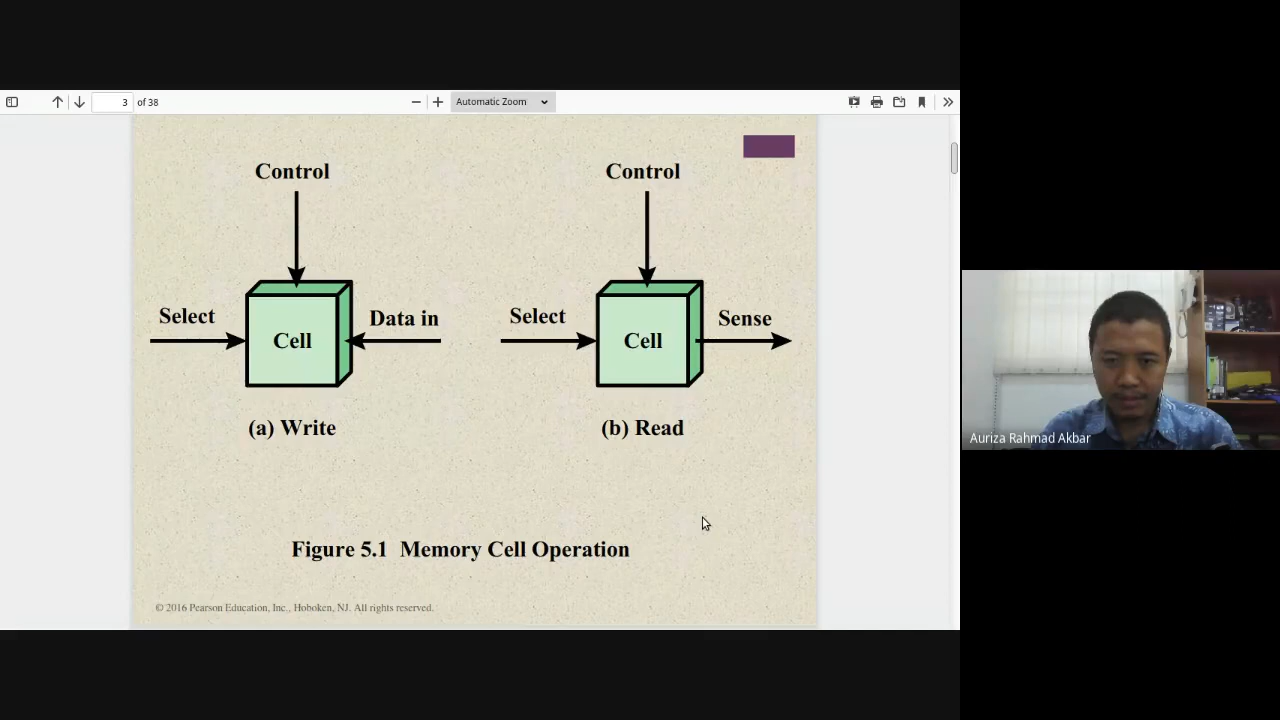 3 of 38
Automatic Zoom
Control
Control
Select
Cell
Data in
Select
Cell
Sense
(a) Write
(b) Read
Figure 5.1 Memory Cell Operation
© 2016 Pearson Education, Inc., Hoboken, NJ. All rights reserved.
Auriza Rahmad Akbar